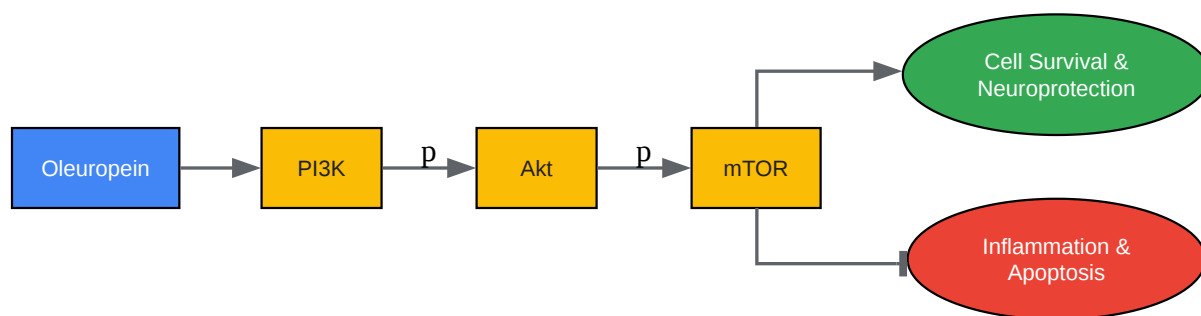 Cell Survival &
Neuroprotection
Oleuropein
PI3K
p
Akt
p
mTOR
Inflammation &
Apoptosis